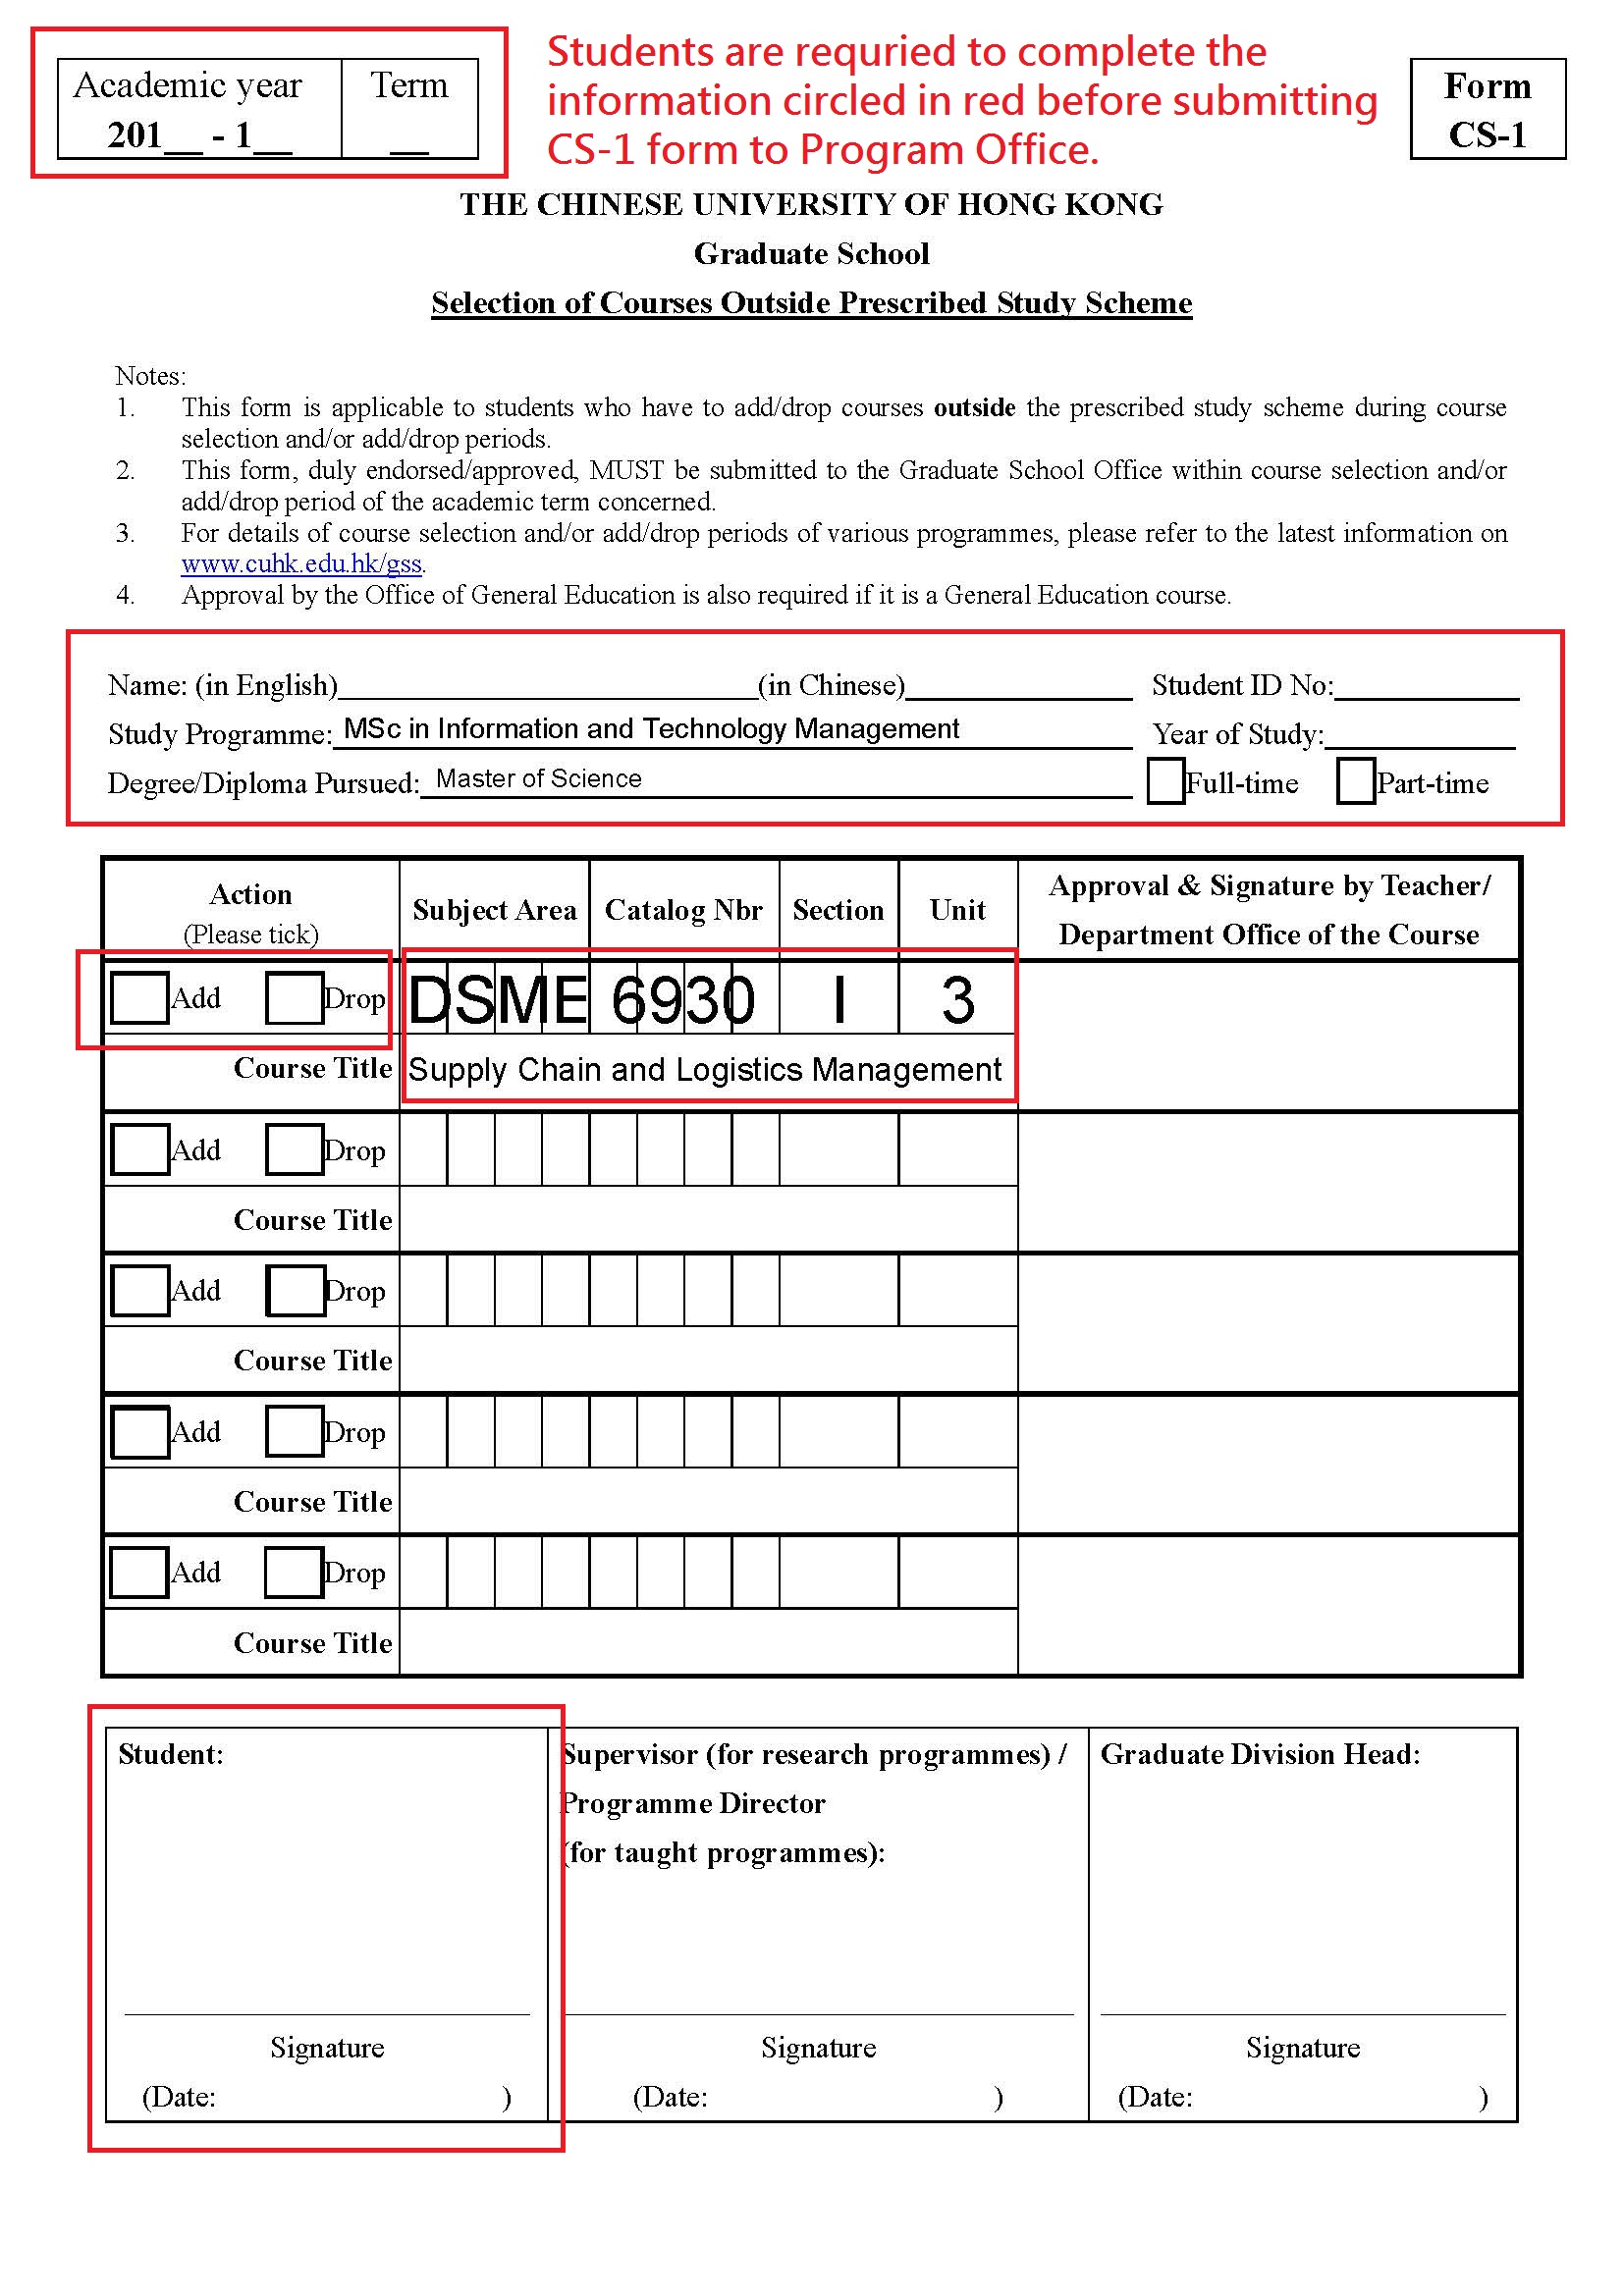 Academic year Term
201__ - 1__ __
Students are requried to complete the
information circled in red before submitting
CS-1 form to Program Office.
Form
CS-1
THE CHINESE UNIVERSITY OF HONG KONG
Graduate School
Selection of Courses Outside Prescribed Study Scheme
Notes:
1. This form is applicable to students who have to add/drop courses outside the prescribed study scheme during course
selection and/or add/drop periods.
2. This form, duly endorsed/approved, MUST be submitted to the Graduate School Office within course selection and/or
add/drop period of the academic term concerned.
3. For details of course selection and/or add/drop periods of various programmes, please refer to the latest information on
www.cuhk.edu.hk/gss.
4. Approval by the Office of General Education is also required if it is a General Education course.
Name: (in English)____ (in Chinese)____ Student ID No:____
Study Programme: MSc in Information and Technology Management Year of Study:____
Degree/Diploma Pursued: Master of Science Full-time Part-time
Action
(Please tick)
Subject Area Catalog Nbr Section Unit
Approval & Signature by Teacher/
Department Office of the Course
Add Drop DSME 6930 I 3
Course Title Supply Chain and Logistics Management
Add Drop
Course Title
Add Drop
Course Title
Add Drop
Course Title
Add Drop
Course Title
Student:
Supervisor (for research programmes) /
Programme Director
(for taught programmes):
Graduate Division Head:
Signature Signature Signature
(Date: ) (Date: ) (Date: )